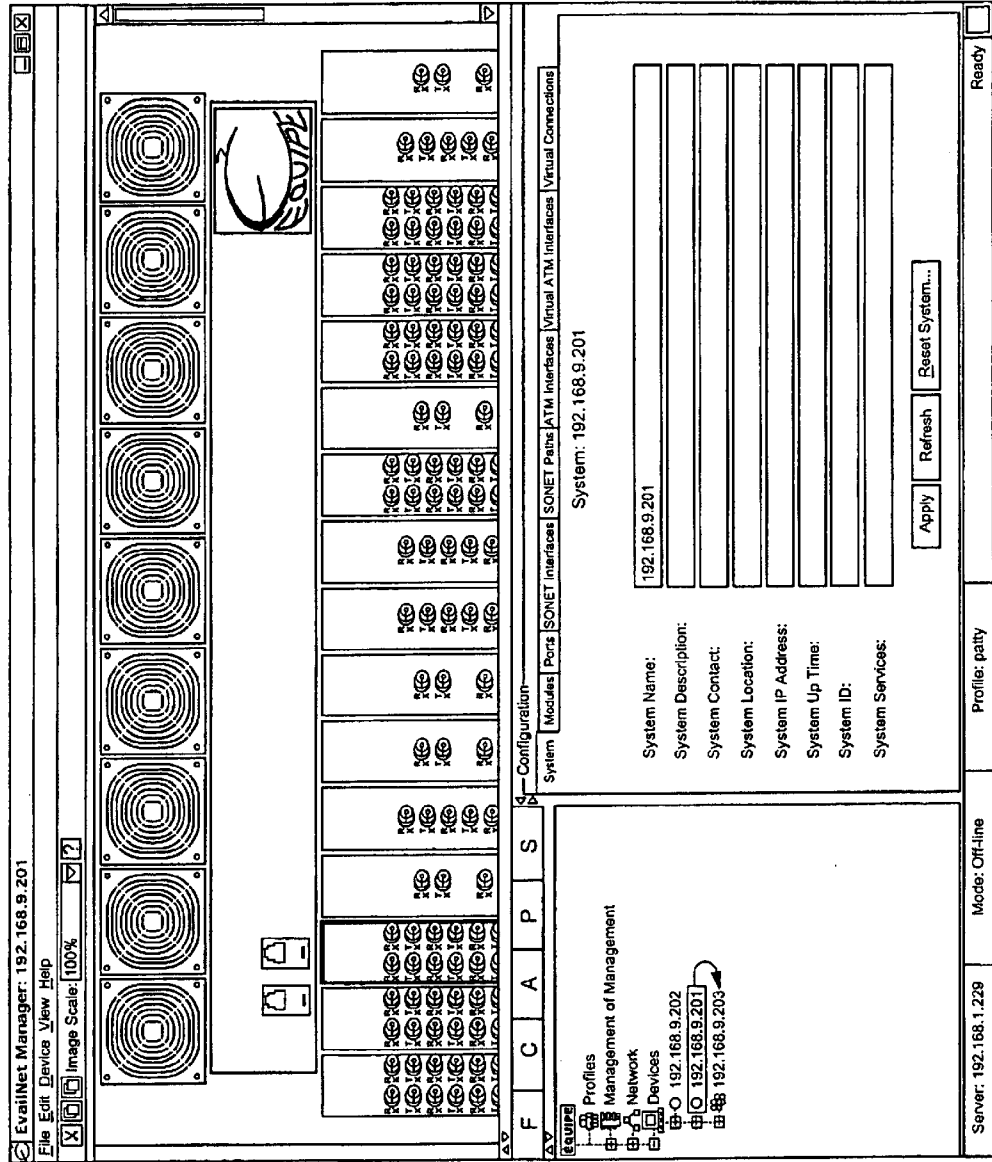 EvailNet Manager: 192.168.9.201
File Edit Device View Help
Image Scale: 100%
EQUIPE
F C A P S
EQUIPE
Profiles
Management of Management
Network
Devices
192.168.9.202
192.168.9.201
192.168.9.203
Configuration
System Modules Ports SONET Interfaces SONET Paths ATM Interfaces Virtual ATM Interfaces Virtual Connections
System: 192.168.9.201
System Name: 192.168.9.201
System Description:
System Contact:
System Location:
System IP Address:
System Up Time:
System ID:
System Services:
Apply Refresh Reset System...
Server: 192.168.1.229 Mode: Off-line Profile: patty Ready